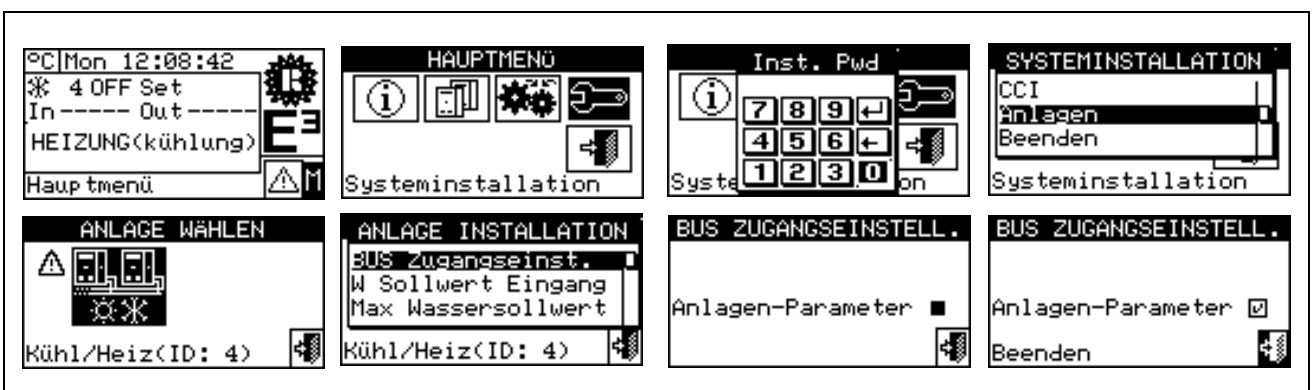 °C Mon 12:08:42
4 OFF Set
In ----- Out -----
HEIZUNG(kühlung)
E³
Hauptmenü
M
HAUPTMENÜ
i
Systeminstallation
Inst. Pwd
i
7 8 9
4 5 6
1 2 3 0
Syste on
SYSTEMINSTALLATION
CCI
Anlagen
Beenden
Systeminstallation
ANLAGE WÄHLEN
Kühl/Heiz(ID: 4)
ANLAGE INSTALLATION
BUS Zugangseinst.
W Sollwert Eingang
Max Wassersollwert
Kühl/Heiz(ID: 4)
BUS ZUGANGSEINSTELL.
Anlagen-Parameter
BUS ZUGANGSEINSTELL.
Anlagen-Parameter
Beenden